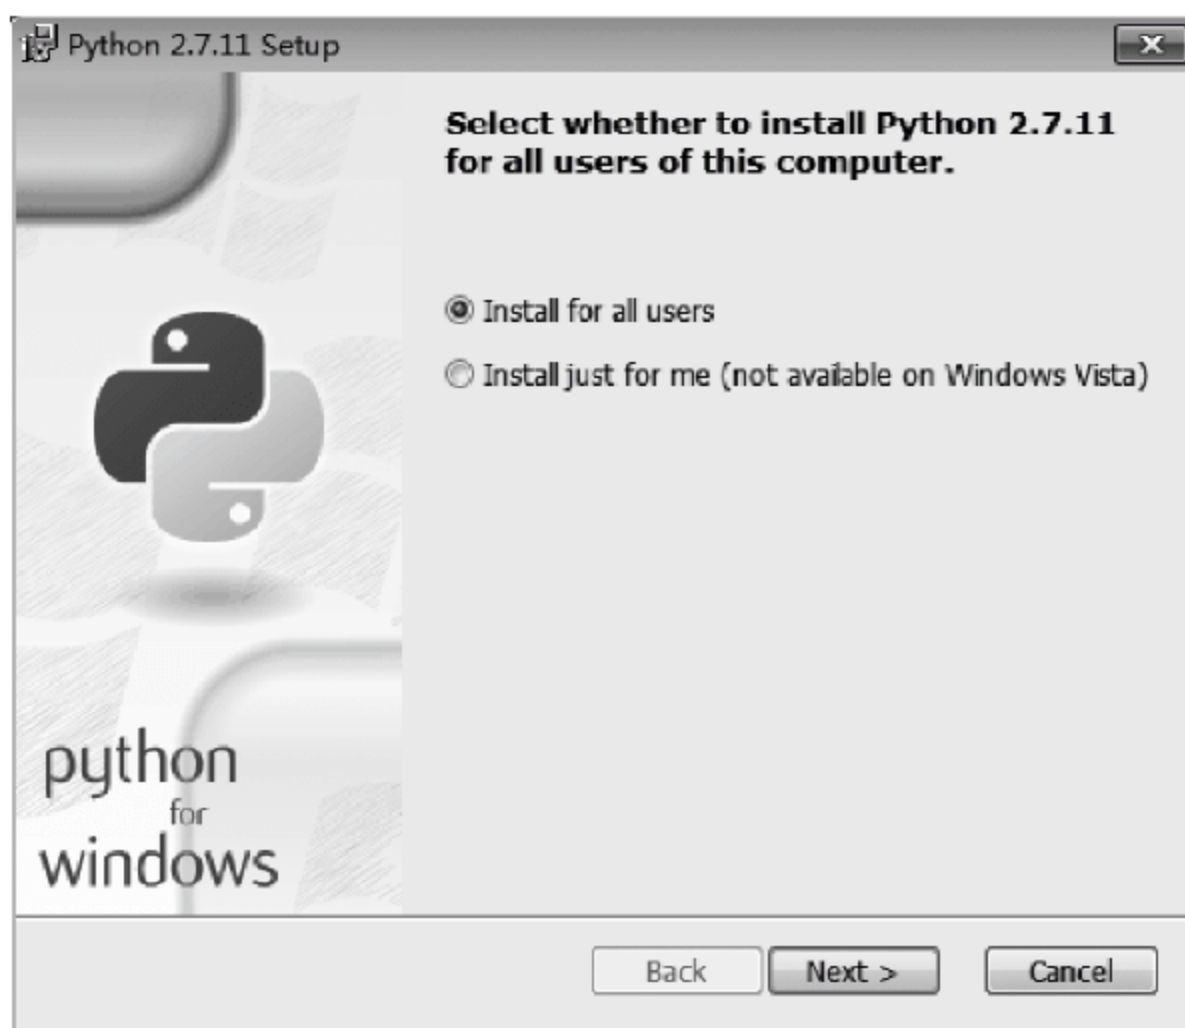 Python 2.7.11 Setup
Select whether to install Python 2.7.11
for all users of this computer.
Install for all users
Install just for me (not available on Windows Vista)
python
for
windows
Back
Next >
Cancel